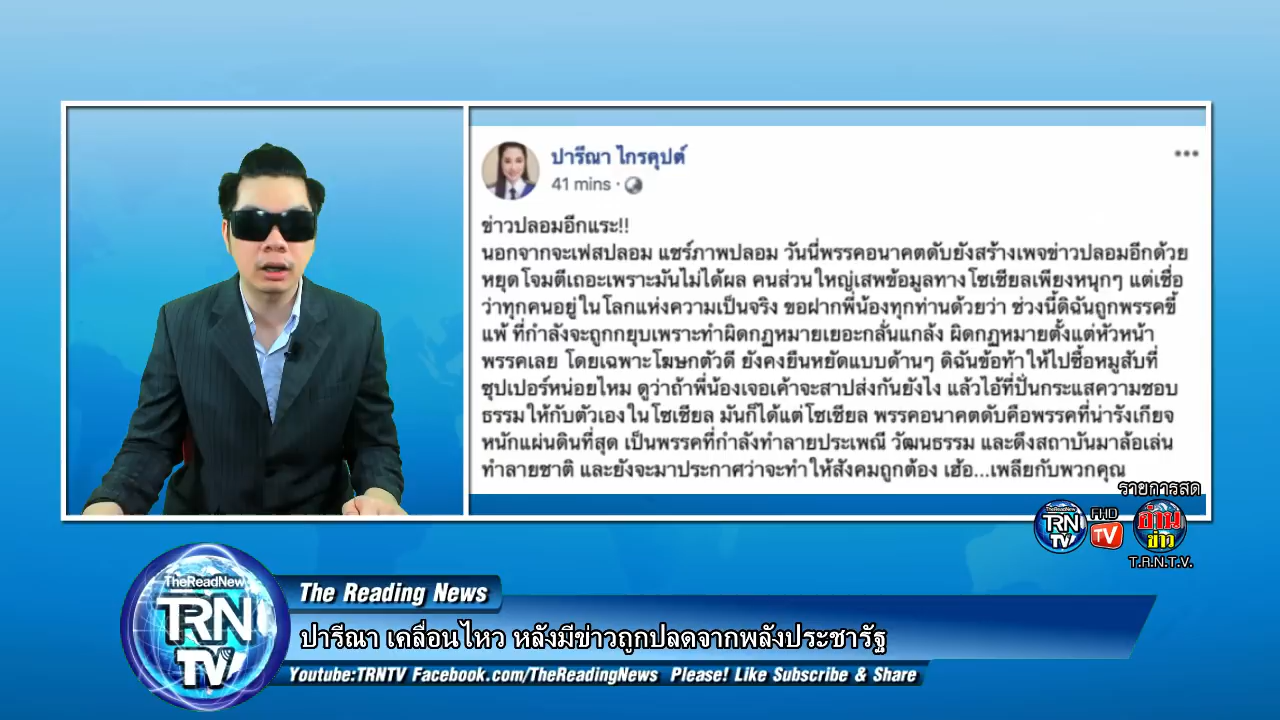 ปารีณา ไกรคุปต์
41 mins ·
ข่าวปลอมอีกแระ!!
นอกจากจะเฟสปลอม แชร์ภาพปลอม วันนี่พรรคอนาคตดับยังสร้างเพจข่าวปลอมอีกด้วย
หยุดโจมตีเถอะเพราะมันไม่ได้ผล คนส่วนใหญ่เสพข้อมูลทางโซเชียลเพียงหนุกๆ แต่เชื่อ
ว่าทุกคนอยู่ในโลกแห่งความเป็นจริง ขอฝากพี่น้องทุกท่านด้วยว่า ช่วงนี้ดิฉันถูกพรรคขี้
แพ้ ที่กำลังจะถูกกยุบเพราะทำผิดกฏหมายเยอะกลั่นแกล้ง ผิดกฏหมายตั้งแต่หัวหน้า
พรรคเลย โดยเฉพาะโฆษกตัวดี ยังคงยืนหยัดแบบด้านๆ ดิฉันข้อท้าให้ไปซื้อหมูสับที่
ซุปเปอร์หน่อยไหม ดูว่าถ้าพี่น้องเจอเค้าจะสาปส่งกันยังไง แล้วไอ้ที่ปั่นกระแสความชอบ
ธรรมให้กับตัวเองในโซเชียล มันก็ได้แต่โซเชียล พรรคอนาคตดับคือพรรคที่น่ารังเกียจ
หนักแผ่นดินที่สุด เป็นพรรคที่กำลังทำลายประเพณี วัฒนธรรม และดึงสถาบันมาล้อเล่น
ทำลายชาติ และยังจะมาประกาศว่าจะทำให้สังคมถูกต้อง เฮ้อ...เพลียกับพวกคุณ
รายการสด
TheReadNew
TRN
TV
FHD
TV
อ่าน
ข่าว
T.R.N.T.V.
TheReadNew
TRN
TV
The Reading News
ปารีณา เคลื่อนไหว หลังมีข่าวถูกปลดจากพลังประชารัฐ
Youtube:TRNTV Facebook.com/TheReadingNews Please! Like Subscribe & Share